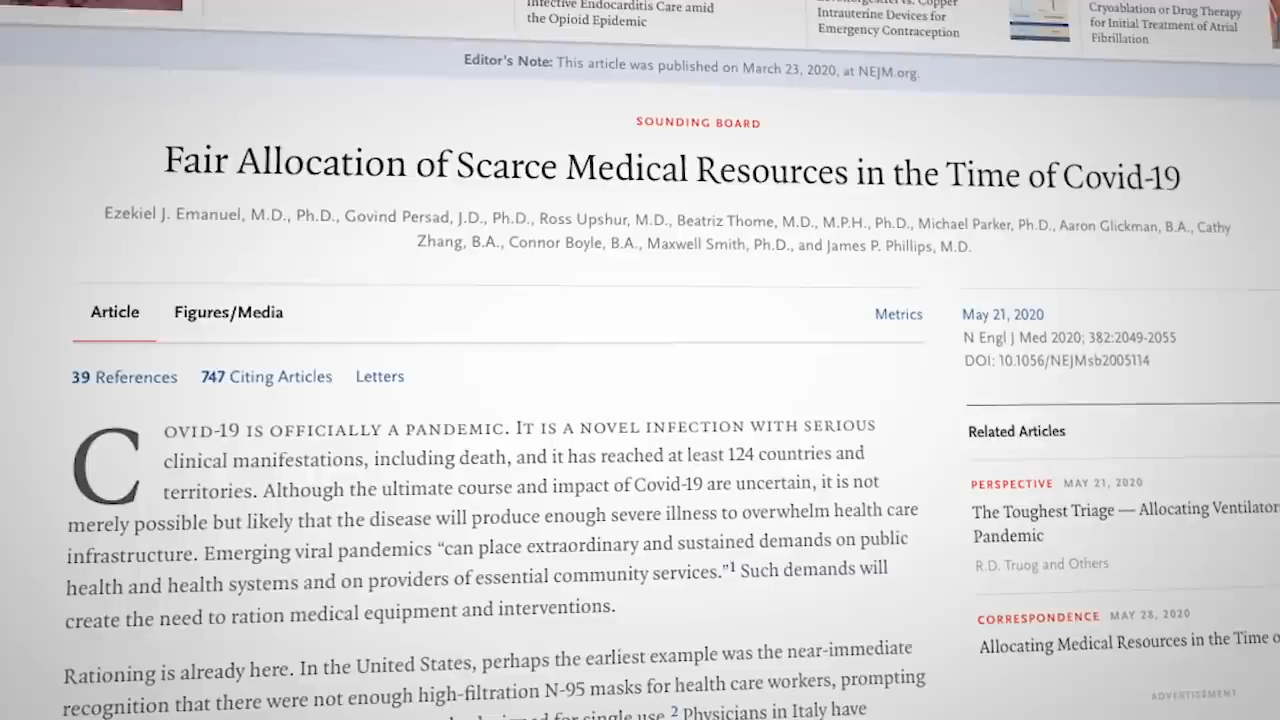 Infective Endocarditis Care amid
the Opioid Epidemic
vs. Copper
Intrauterine Devices for
Emergency Contraception
Cryoablation or Drug Therapy
for Initial Treatment of Atrial
Fibrillation
Editor's Note: This article was published on March 23, 2020, at NEJM.org.
SOUNDING BOARD
Fair Allocation of Scarce Medical Resources in the Time of Covid-19
Ezekiel J. Emanuel, M.D., Ph.D., Govind Persad, J.D., Ph.D., Ross Upshur, M.D., Beatriz Thome, M.D., M.P.H., Ph.D., Michael Parker, Ph.D., Aaron Glickman, B.A., Cathy
Zhang, B.A., Connor Boyle, B.A., Maxwell Smith, Ph.D., and James P. Phillips, M.D.
Article Figures/Media
Metrics
39 References 747 Citing Articles Letters
COVID-19 IS OFFICIALLY A PANDEMIC. IT IS A NOVEL INFECTION WITH SERIOUS
clinical manifestations, including death, and it has reached at least 124 countries and
territories. Although the ultimate course and impact of Covid-19 are uncertain, it is not
merely possible but likely that the disease will produce enough severe illness to overwhelm health care
infrastructure. Emerging viral pandemics “can place extraordinary and sustained demands on public
health and health systems and on providers of essential community services.”1 Such demands will
create the need to ration medical equipment and interventions.
Rationing is already here. In the United States, perhaps the earliest example was the near-immediate
recognition that there were not enough high-filtration N-95 masks for health care workers, prompting
for single use.2 Physicians in Italy have
May 21, 2020
N Engl J Med 2020; 382:2049-2055
DOI: 10.1056/NEJMsb2005114
Related Articles
PERSPECTIVE MAY 21, 2020
The Toughest Triage — Allocating Ventilator
Pandemic
R.D. Truog and Others
CORRESPONDENCE MAY 28, 2020
Allocating Medical Resources in the Time o
ADVERTISEMENT